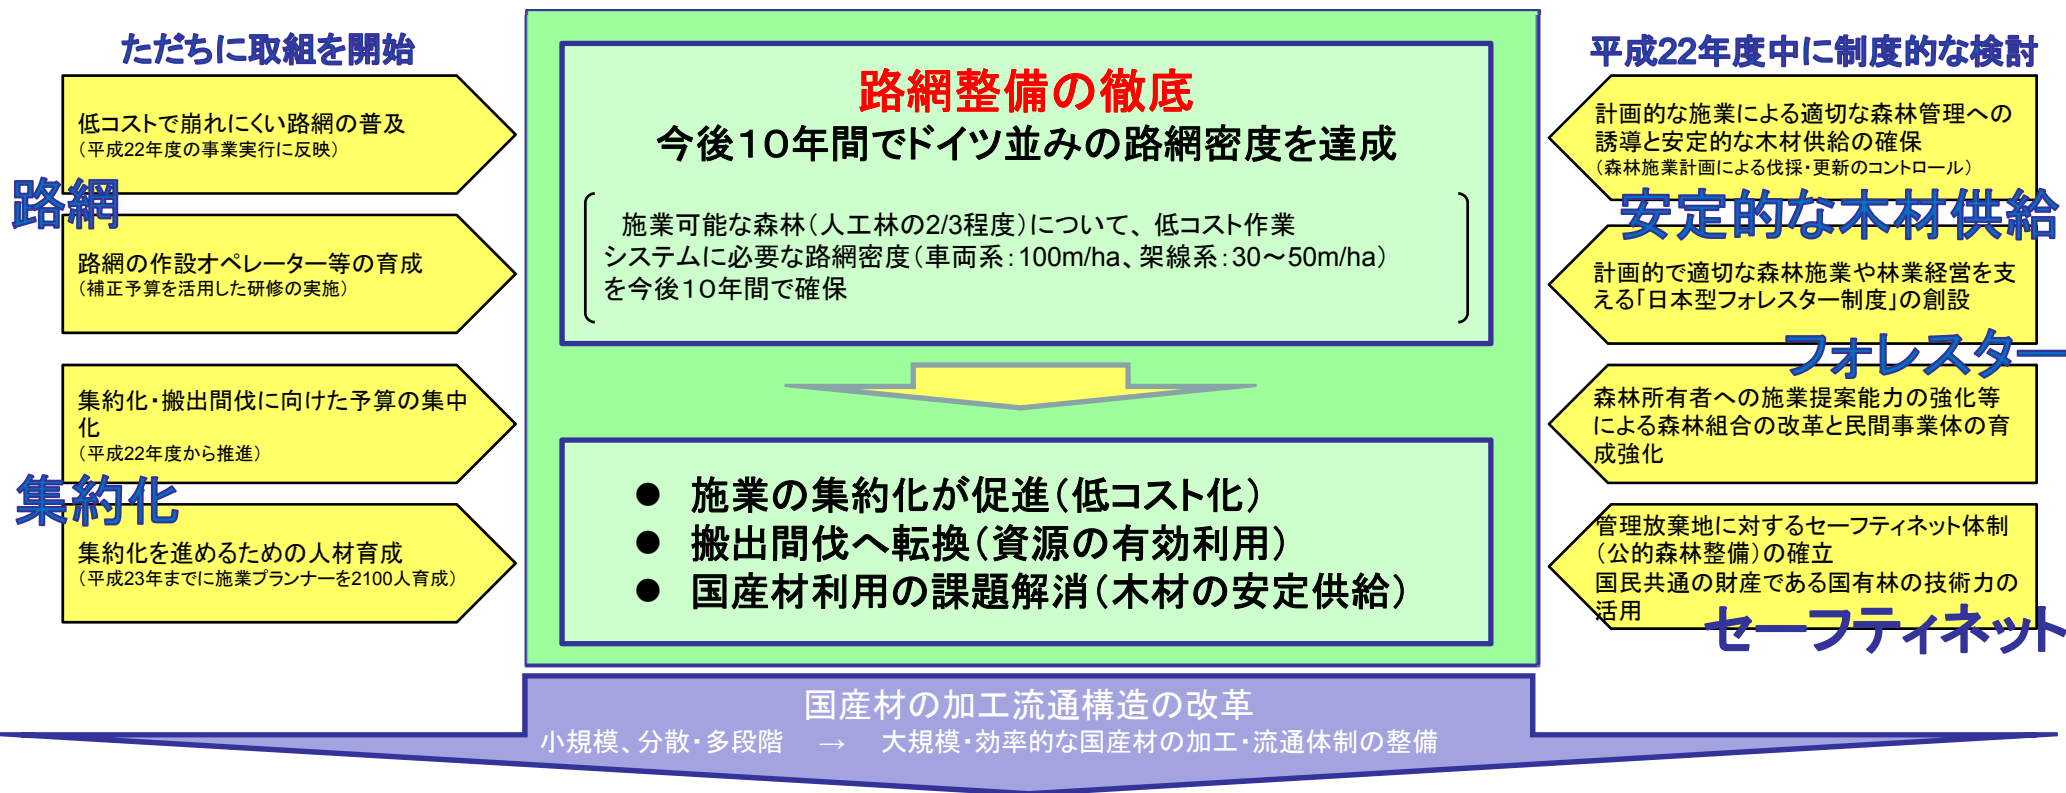 ただちに取組を開始
低コストで崩れにくい路網の普及
（平成22年度の事業実行に反映）
路網
路網の作設オペレーター等の育成
（補正予算を活用した研修の実施）
集約化・搬出間伐に向けた予算の集中
化
（平成22年度から推進）
集約化
集約化を進めるための人材育成
（平成23年までに施業プランナーを2100人育成）
路網整備の徹底
今後１０年間でドイツ並みの路網密度を達成
施業可能な森林（人工林の2/3程度）について、低コスト作業
システムに必要な路網密度（車両系：100m/ha、架線系：30～50m/ha）
を今後１０年間で確保
● 施業の集約化が促進（低コスト化）
● 搬出間伐へ転換（資源の有効利用）
● 国産材利用の課題解消（木材の安定供給）
平成22年度中に制度的な検討
計画的な施業による適切な森林管理への
誘導と安定的な木材供給の確保
（森林施業計画による伐採・更新のコントロール）
安定的な木材供給
計画的で適切な森林施業や林業経営を支
える「日本型フォレスター制度」の創設
フォレスター
森林所有者への施業提案能力の強化等
による森林組合の改革と民間事業体の育
成強化
管理放棄地に対するセーフティネット体制
（公的森林整備）の確立
国民共通の財産である国有林の技術力の
活用
セーフティネット
国産材の加工流通構造の改革
小規模、分散・多段階　→　大規模・効率的な国産材の加工・流通体制の整備